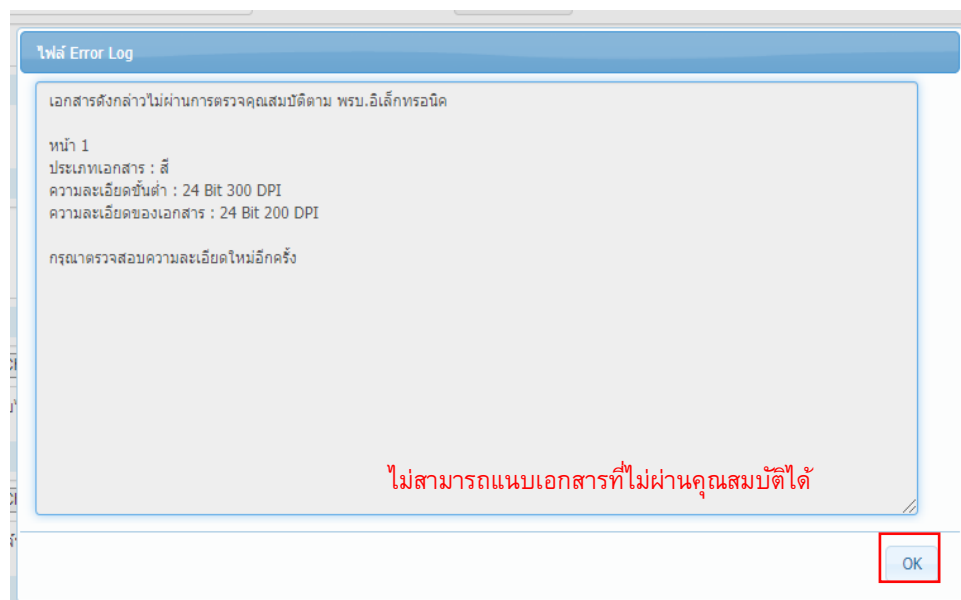 ไฟล์ Error Log
เอกสารดังกล่าวไม่ผ่านการตรวจคุณสมบัติตาม พรบ.อิเล็กทรอนิค
หน้า 1
ประเภทเอกสาร : สี
ความละเอียดขั้นต่ำ : 24 Bit 300 DPI
ความละเอียดของเอกสาร : 24 Bit 200 DPI
กรุณาตรวจสอบความละเอียดใหม่อีกครั้ง
ไม่สามารถแนบเอกสารที่ไม่ผ่านคุณสมบัติได้
OK